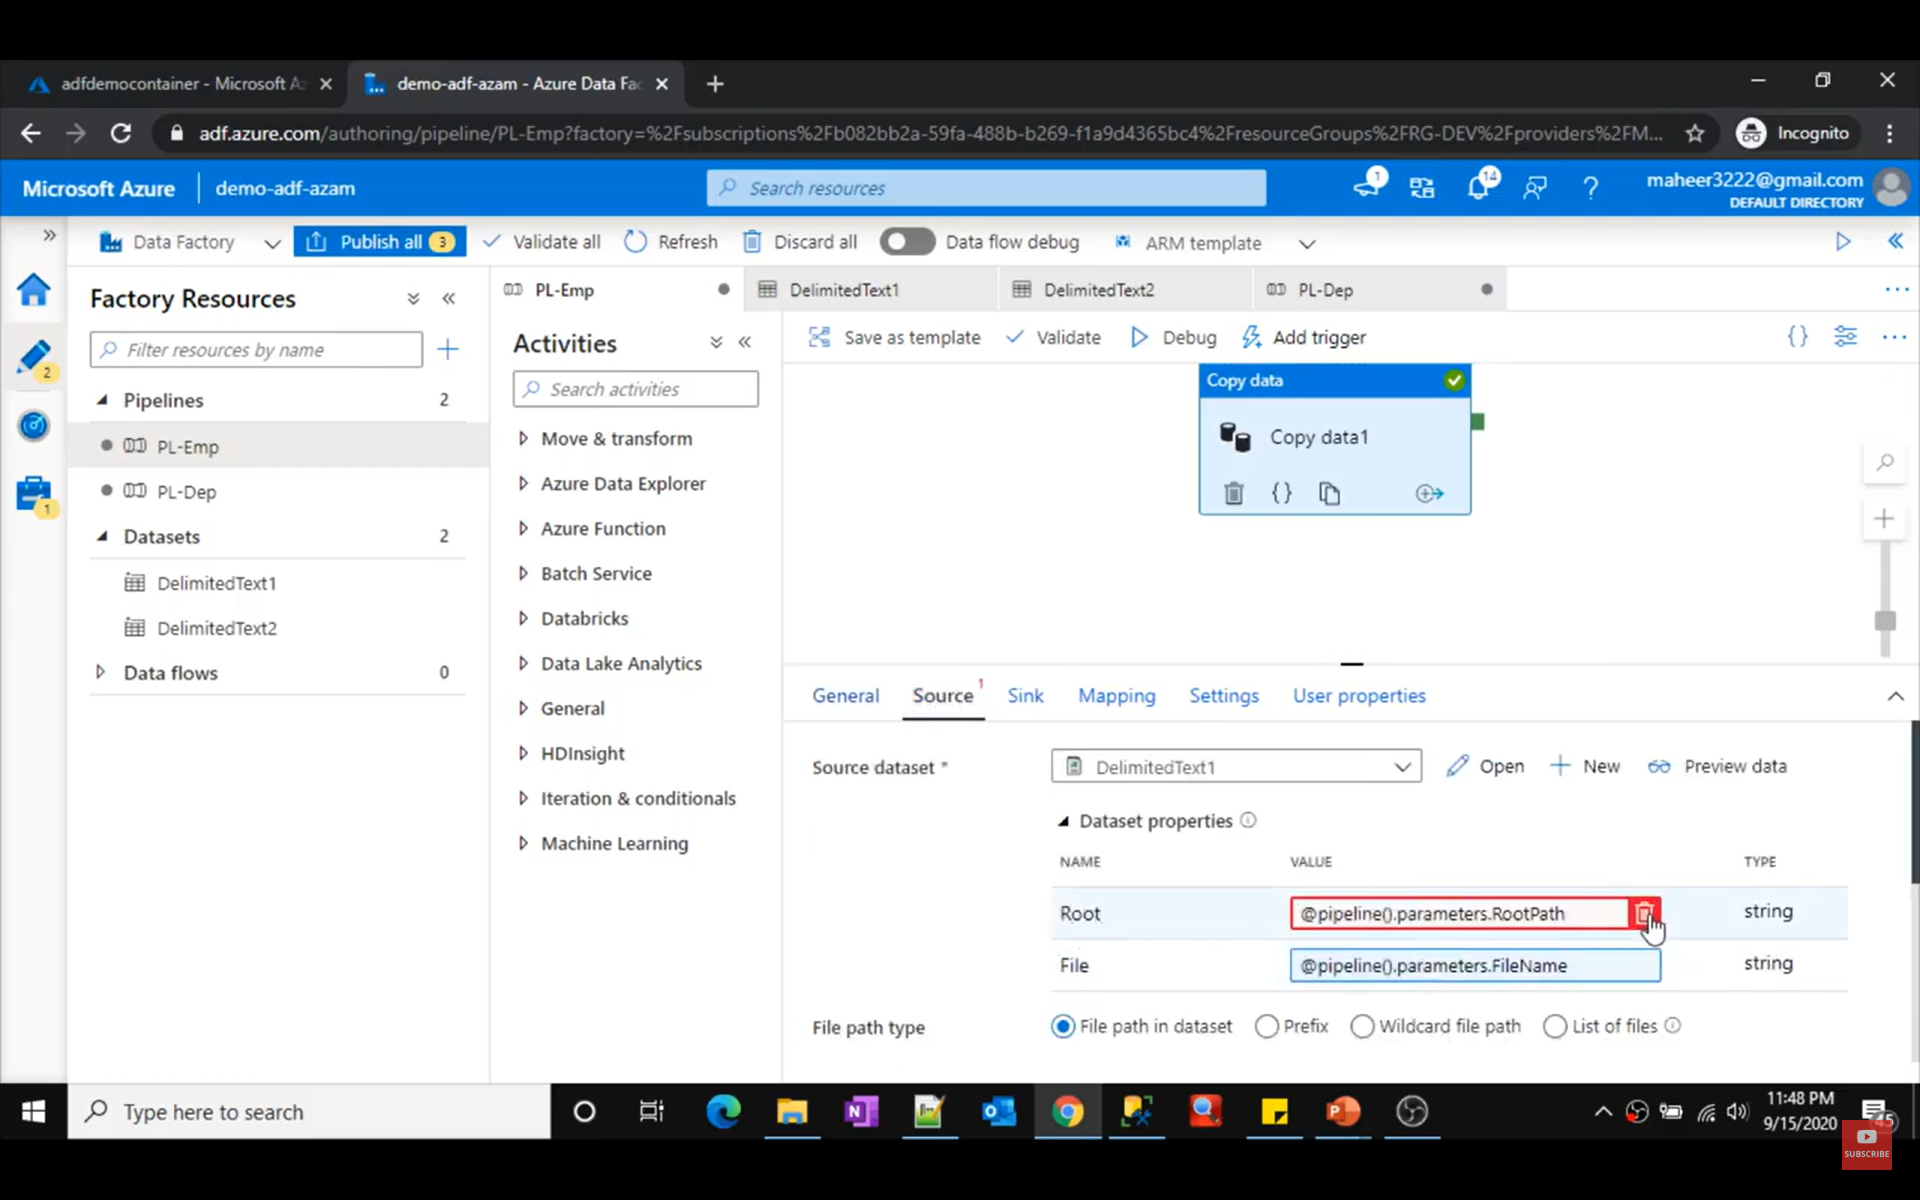 adfdemocontainer - Microsoft Az
demo-adf-azam - Azure Data Fac
adf.azure.com/authoring/pipeline/PL-Emp?factory=%2Fsubscriptions%2Fb082bb2a-59fa-488b-b269-f1a9d4365bc4%2FresourceGroups%2FRG-DEV%2Fproviders%2FM...
Incognito
Microsoft Azure
demo-adf-azam
Search resources
1
14
maheer3222@gmail.com
DEFAULT DIRECTORY
Data Factory
Publish all 3
Validate all
Refresh
Discard all
Data flow debug
ARM template
Factory Resources
Filter resources by name
2
1
Pipelines 2
PL-Emp
PL-Dep
Datasets 2
DelimitedText1
DelimitedText2
Data flows 0
PL-Emp
DelimitedText1
DelimitedText2
PL-Dep
Activities
Search activities
Move & transform
Azure Data Explorer
Azure Function
Batch Service
Databricks
Data Lake Analytics
General
HDInsight
Iteration & conditionals
Machine Learning
Save as template
Validate
Debug
Add trigger
Copy data
Copy data1
General
Source 1
Sink
Mapping
Settings
User properties
Source dataset *
DelimitedText1
Open
New
Preview data
Dataset properties
NAME VALUE TYPE
Root @pipeline().parameters.RootPath string
File @pipeline().parameters.FileName string
File path type
File path in dataset
Prefix
Wildcard file path
List of files
Type here to search
11:48 PM
9/15/2020
45
SUBSCRIBE